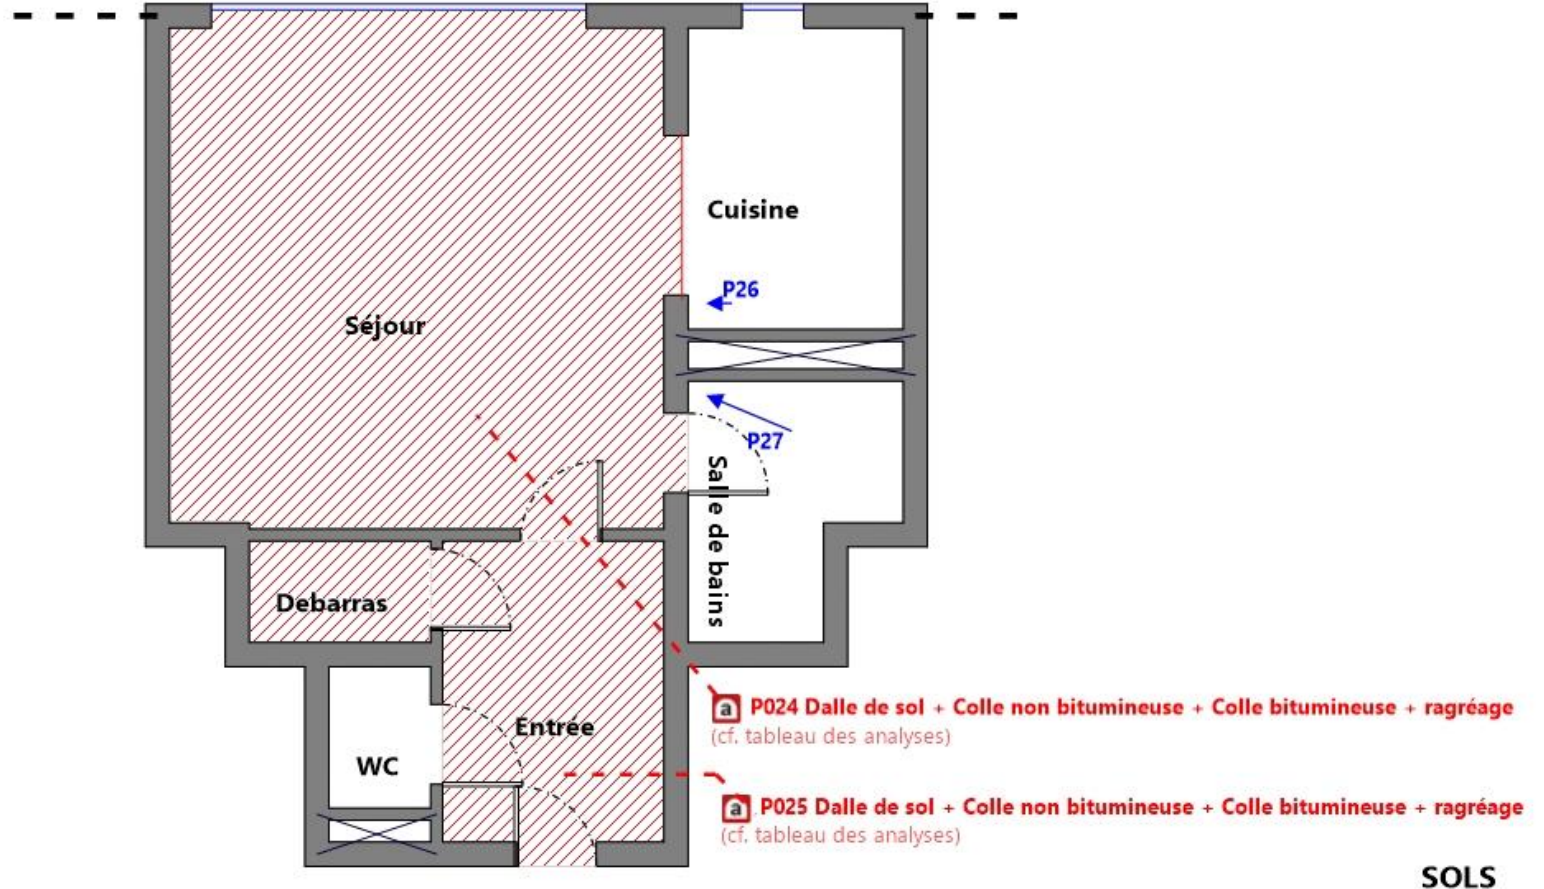 Cuisine
P26
Séjour
P27
Salle de bains
Debarras
a P024 Dalle de sol + Colle non bitumineuse + Colle bitumineuse + ragréage
(cf. tableau des analyses)
Entrée
WC
a P025 Dalle de sol + Colle non bitumineuse + Colle bitumineuse + ragréage
(cf. tableau des analyses)
SOLS